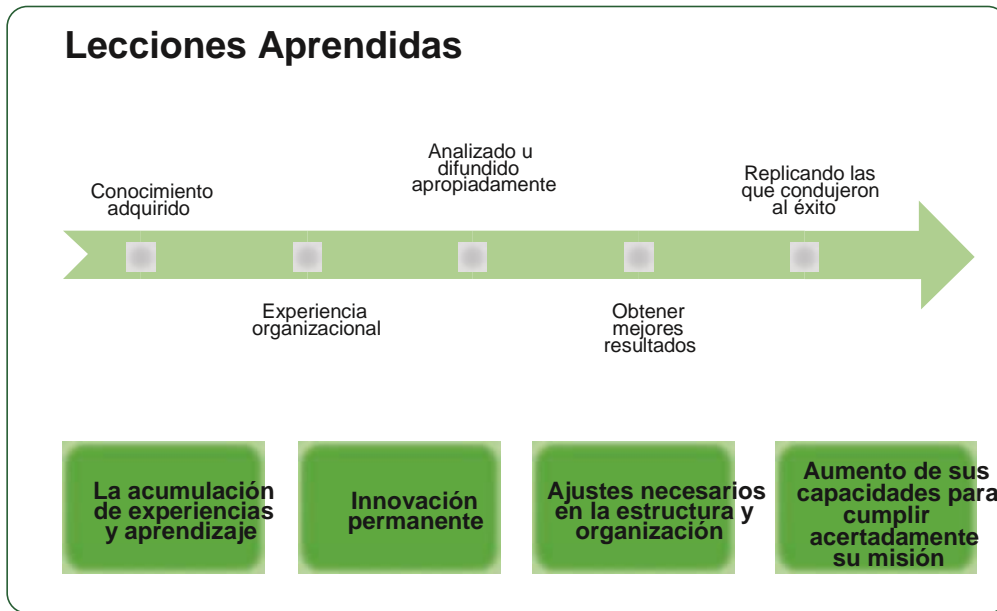 Lecciones Aprendidas
Conocimiento
adquirido
Experiencia
organizacional
Analizado u
difundido
apropiadamente
Obtener
mejores
resultados
Replicando las
que condujeron
al éxito
La acumulación
de experiencias
y aprendizaje
Innovación
permanente
Ajustes necesarios
en la estructura y
organización
Aumento de sus
capacidades para
cumplir
acertadamente
su misión